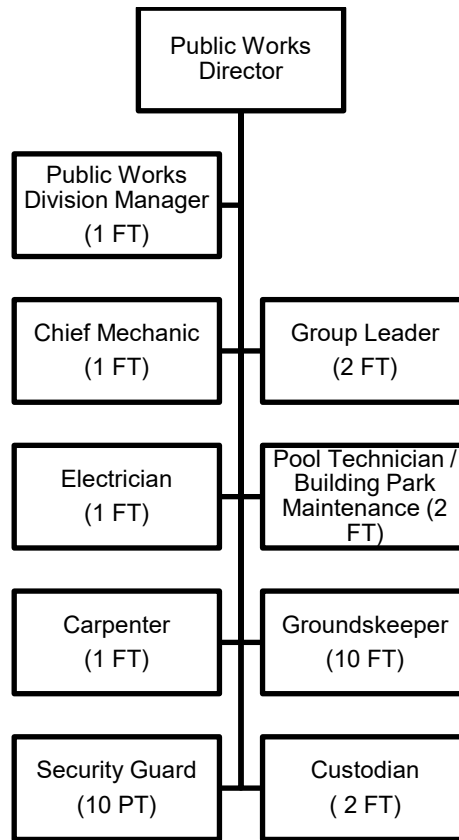 Public Works
Director
Public Works
Division Manager
(1 FT)
Chief Mechanic
(1 FT)
Group Leader
(2 FT)
Electrician
(1 FT)
Pool Technician /
Building Park
Maintenance (2
FT)
Carpenter
(1 FT)
Groundskeeper
(10 FT)
Security Guard
(10 PT)
Custodian
( 2 FT)